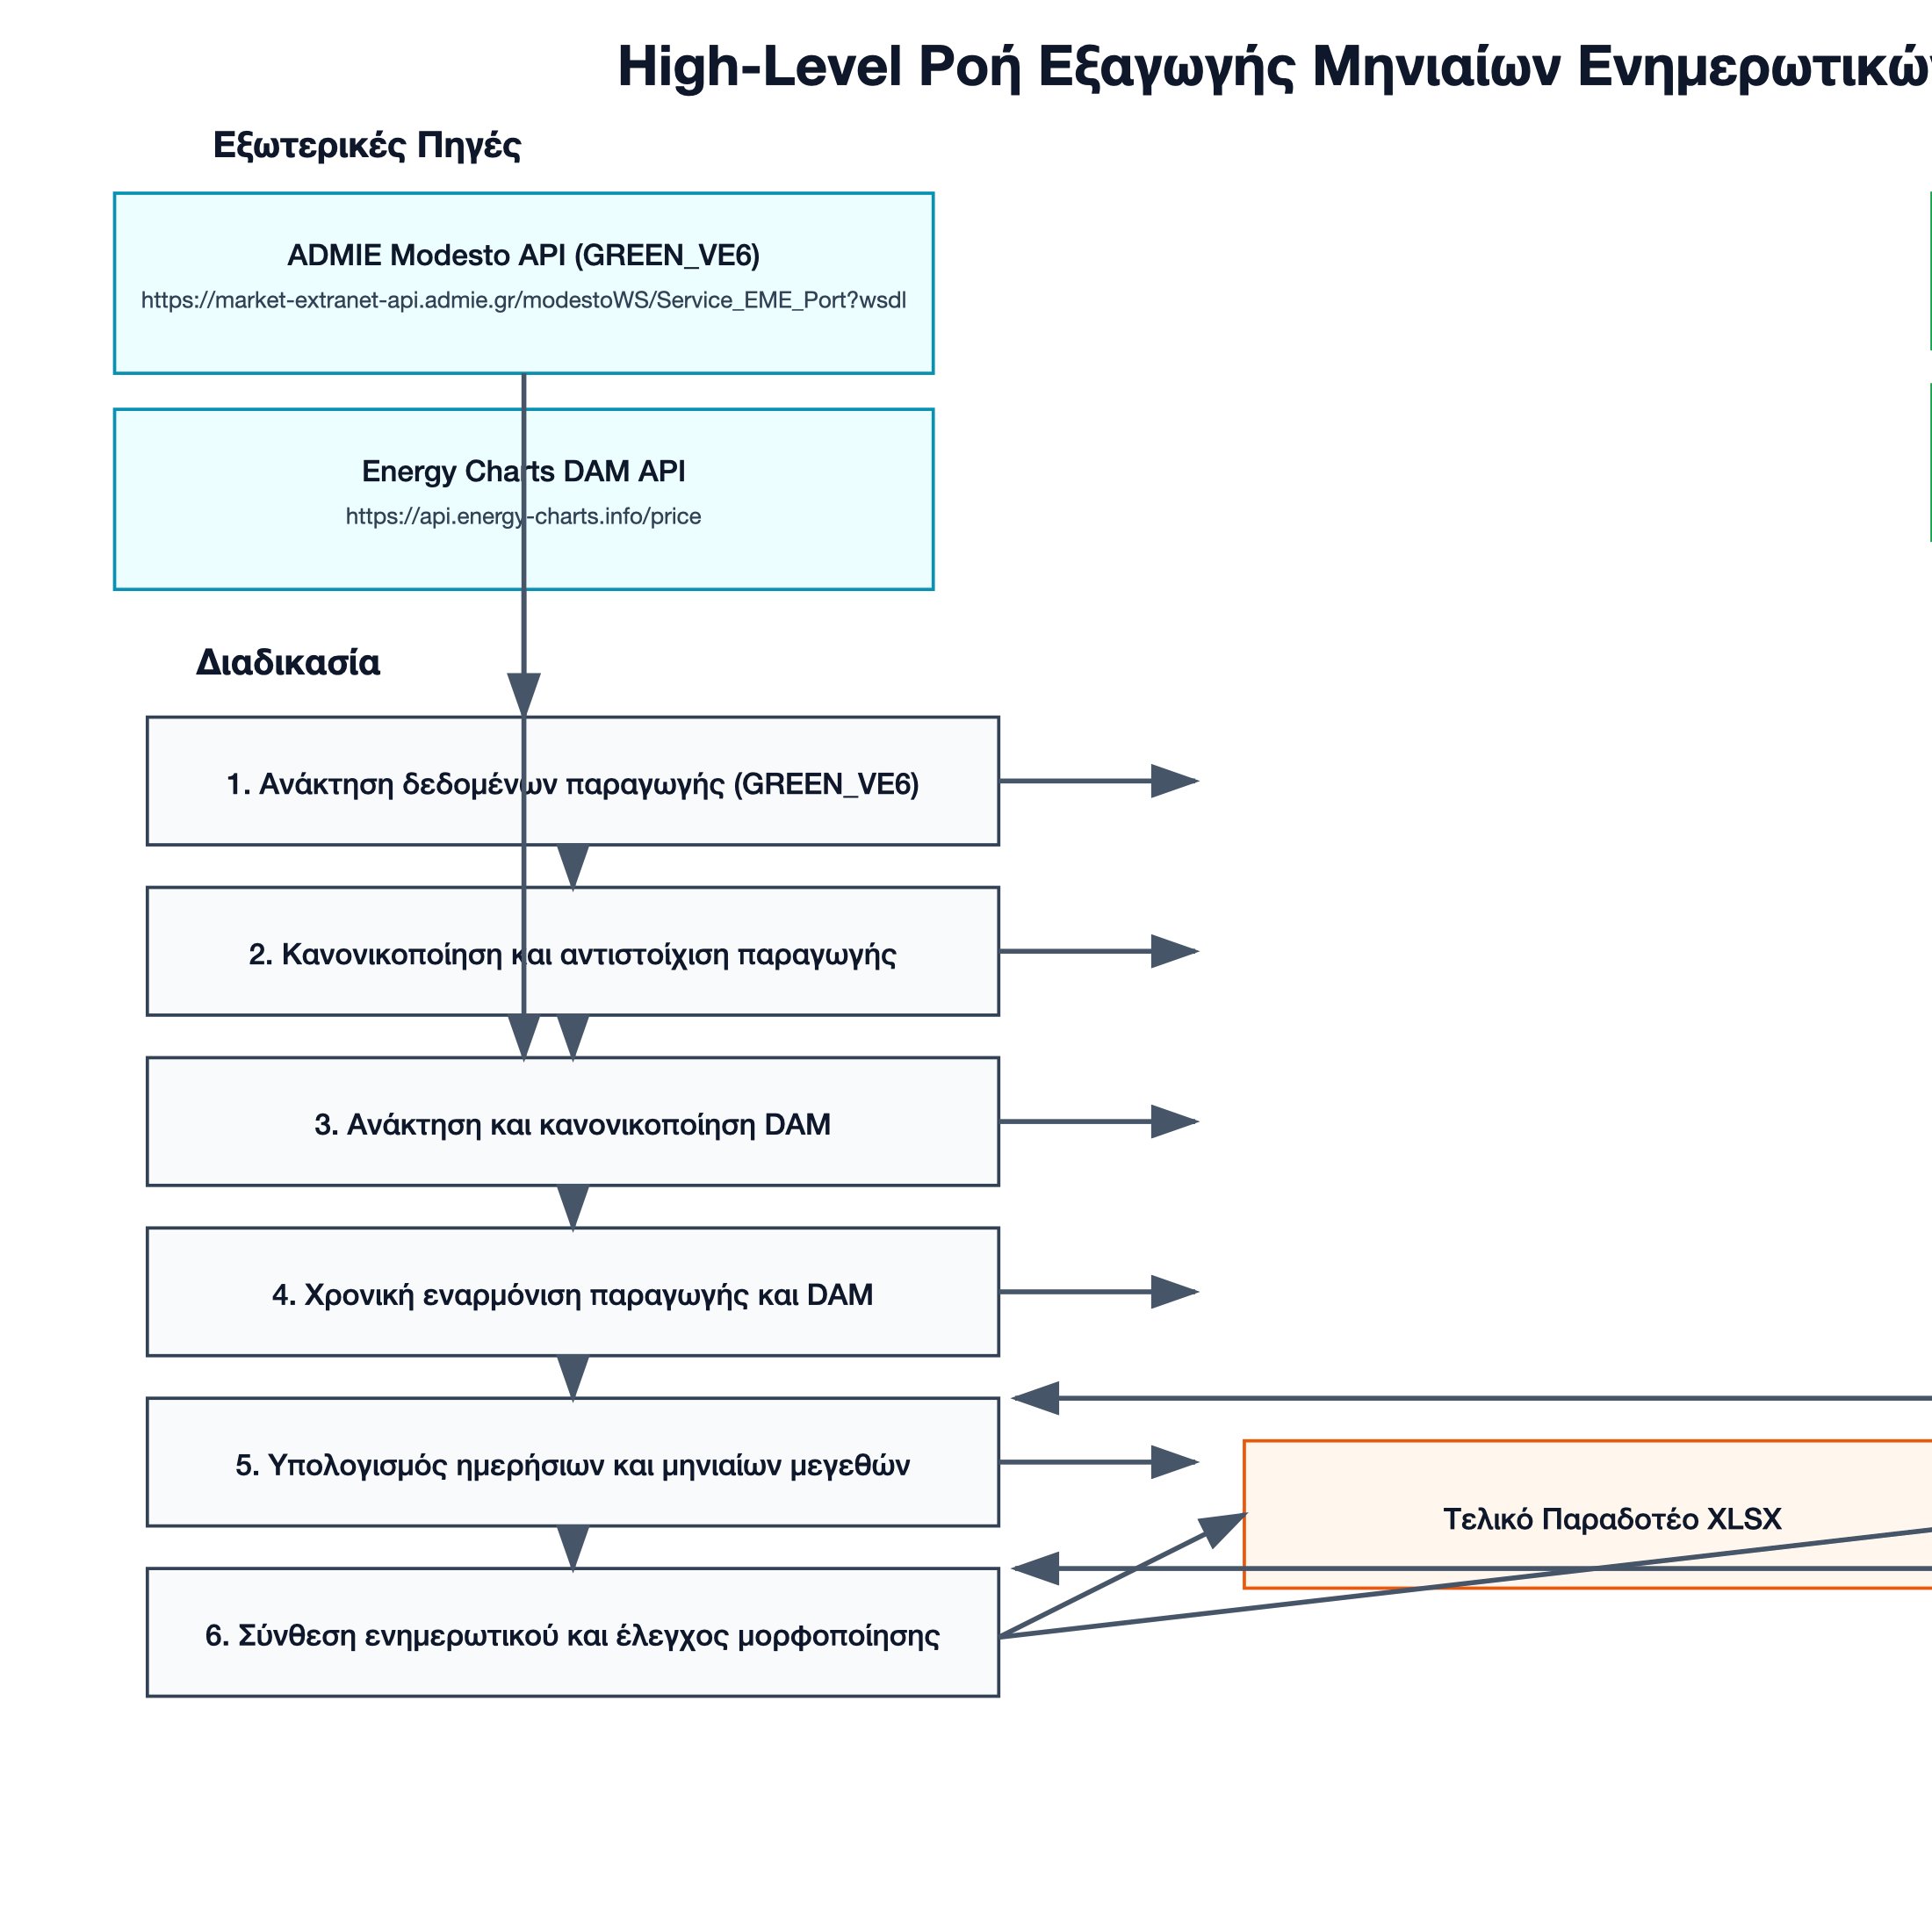 High-Level Ροή Εξαγωγής Μηνιαίων Ενημερωτικών
Εξωτερικές Πηγές
ADMIE Modesto API (GREEN_VE6)
https://market-extranet-api.admie.gr/modestoWS/Service_EME_Port?wsdl
Energy Charts DAM API
https://api.energy-charts.info/price
Διαδικασία
1. Ανάκτηση δεδομένων παραγωγής (GREEN_VE6)
2. Κανονικοποίηση και αντιστοίχιση παραγωγής
3. Ανάκτηση και κανονικοποίηση DAM
4. Χρονική εναρμόνιση παραγωγής και DAM
5. Υπολογισμός ημερήσιων και μηνιαίων μεγεθών
Τελικό Παραδοτέο XLSX
6. Σύνθεση ενημερωτικού και έλεγχος μορφοποίησης